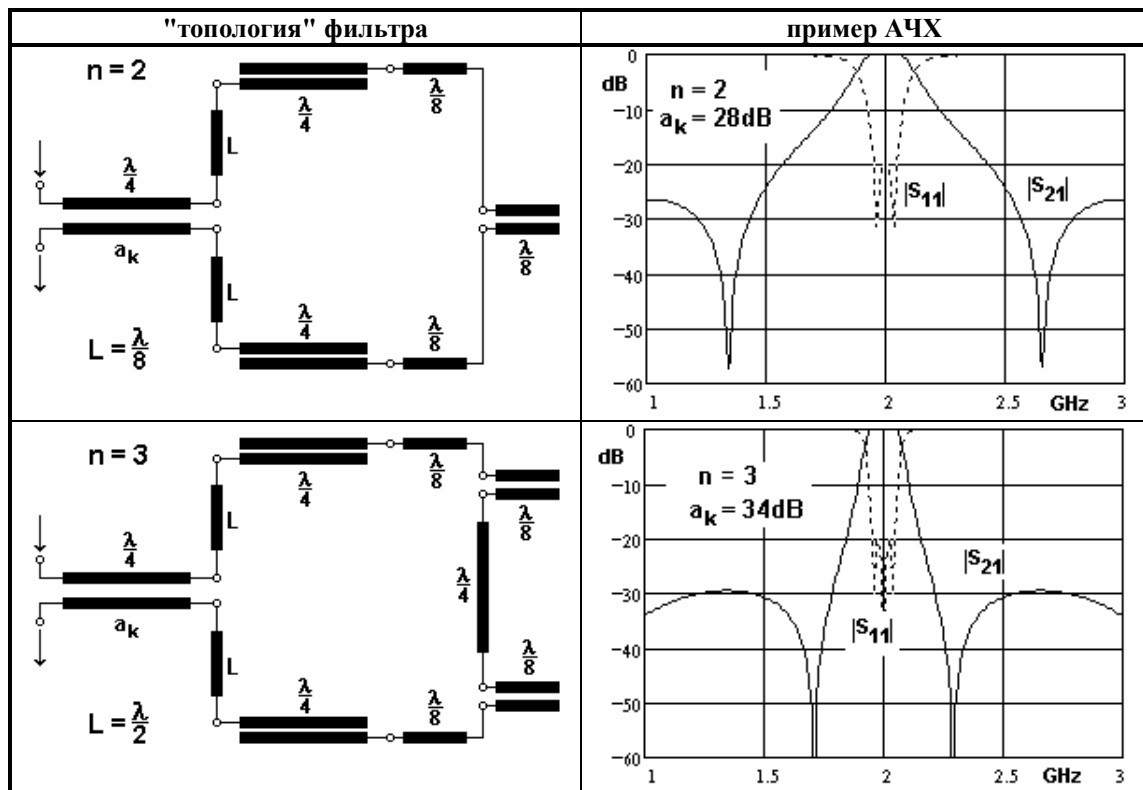 "топология" фильтра
пример АЧХ
n = 2
λ/4
λ/8
L
λ/4
a_k
λ/8
L
L = λ/8
λ/4
λ/8
dB
0
−10
−20
−30
−40
−50
−60
n = 2
a_k = 28dB
|S₁₁|
|S₂₁|
1
1.5
2
2.5
GHz
3
n = 3
λ/4
λ/8
λ/8
L
λ/4
λ/4
a_k
L
λ/8
L = λ/2
λ/4
λ/8
dB
0
−10
−20
−30
−40
−50
−60
n = 3
a_k = 34dB
|S₂₁|
|S₁₁|
1
1.5
2
2.5
GHz
3